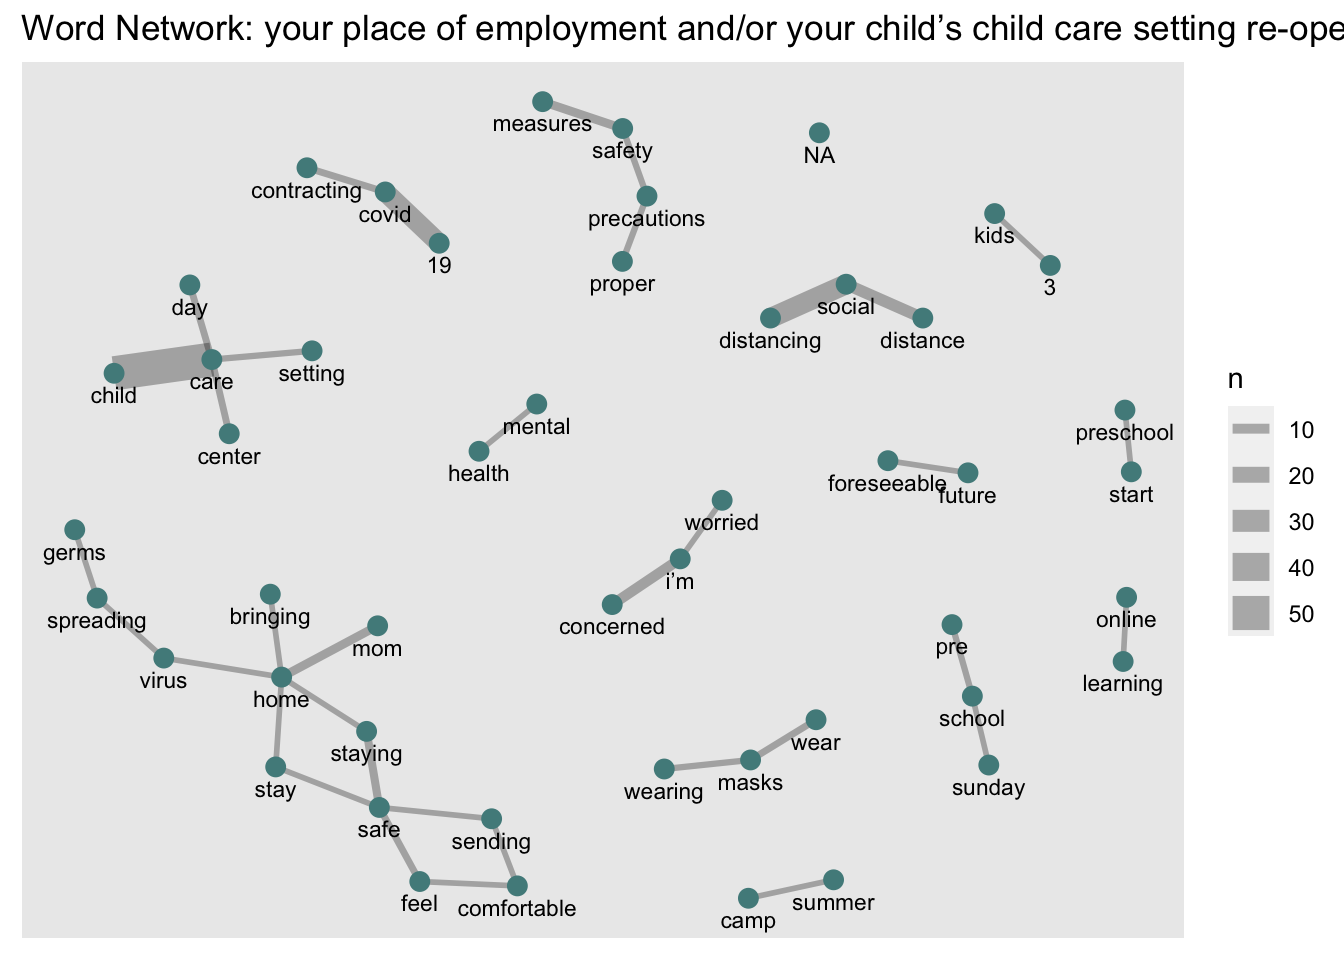 Word Network: your place of employment and/or your child’s child care setting re-ope
measures
safety
NA
contracting
covid
precautions
kids
19
proper
3
day
social
distancing
distance
setting
child
care
mental
preschool
center
health
foreseeable
future
start
worried
germs
i’m
bringing
spreading
concerned
online
mom
pre
virus
learning
home
school
staying
wear
stay
masks
wearing
sunday
safe
sending
feel
comfortable
summer
camp
n
10
20
30
40
50